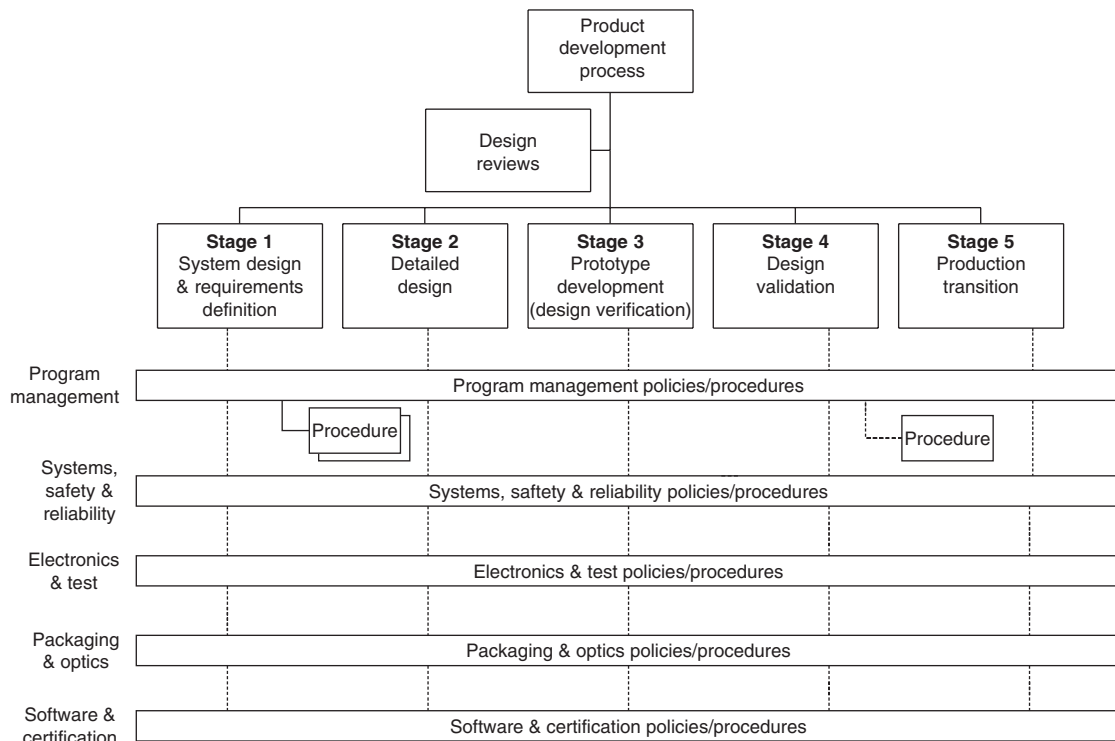 Product
development
process
Design
reviews
Stage 1
System design
& requirements
definition
Stage 2
Detailed
design
Stage 3
Prototype
development
(design verification)
Stage 4
Design
validation
Stage 5
Production
transition
Program
management
Program management policies/procedures
Procedure
Procedure
Systems,
safety &
reliability
Systems, saftety & reliability policies/procedures
Electronics
& test
Electronics & test policies/procedures
Packaging
& optics
Packaging & optics policies/procedures
Software &
certification
Software & certification policies/procedures